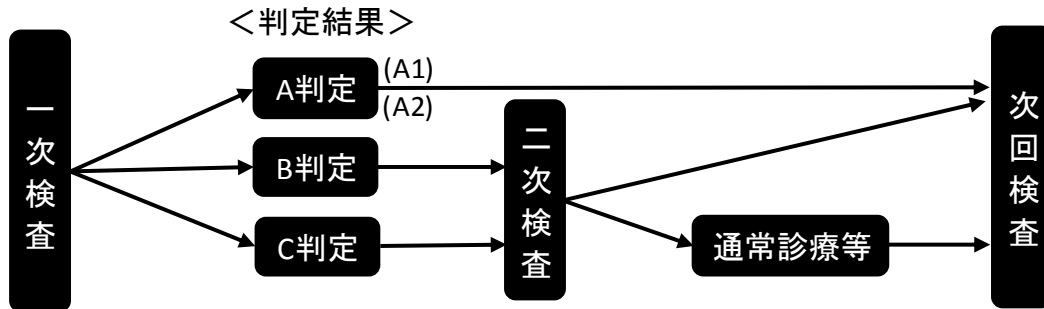 ＜判定結果＞
一次検査
A判定
(A1)
(A2)
B判定
C判定
二次検査
通常診療等
次回検査